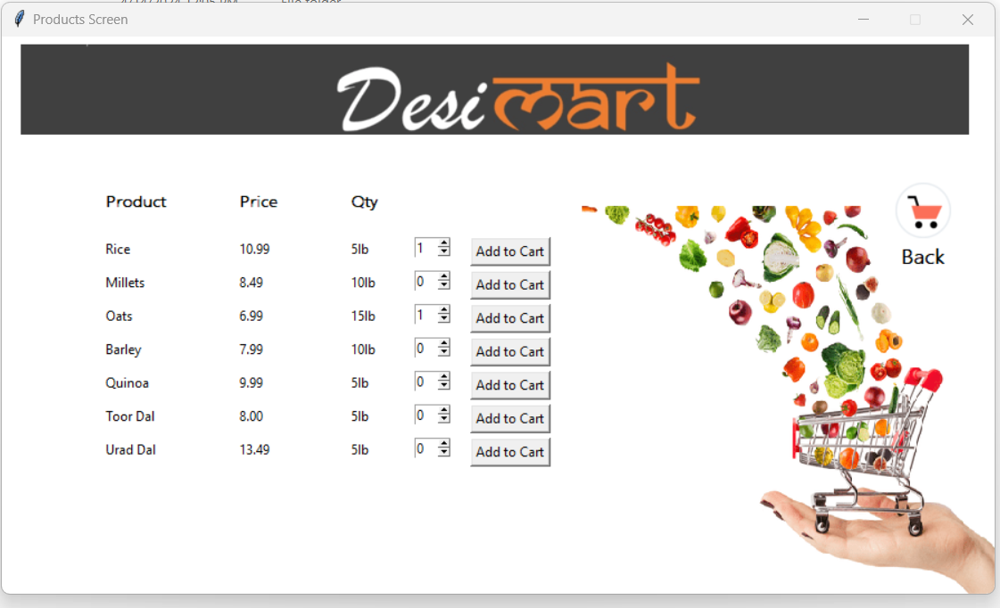 Products Screen
Desi मार्ट
Product Price Qty
Rice 10.99 5lb 1 Add to Cart
Millets 8.49 10lb 0 Add to Cart
Oats 6.99 15lb 1 Add to Cart
Barley 7.99 10lb 0 Add to Cart
Quinoa 9.99 5lb 0 Add to Cart
Toor Dal 8.00 5lb 0 Add to Cart
Urad Dal 13.49 5lb 0 Add to Cart
Back